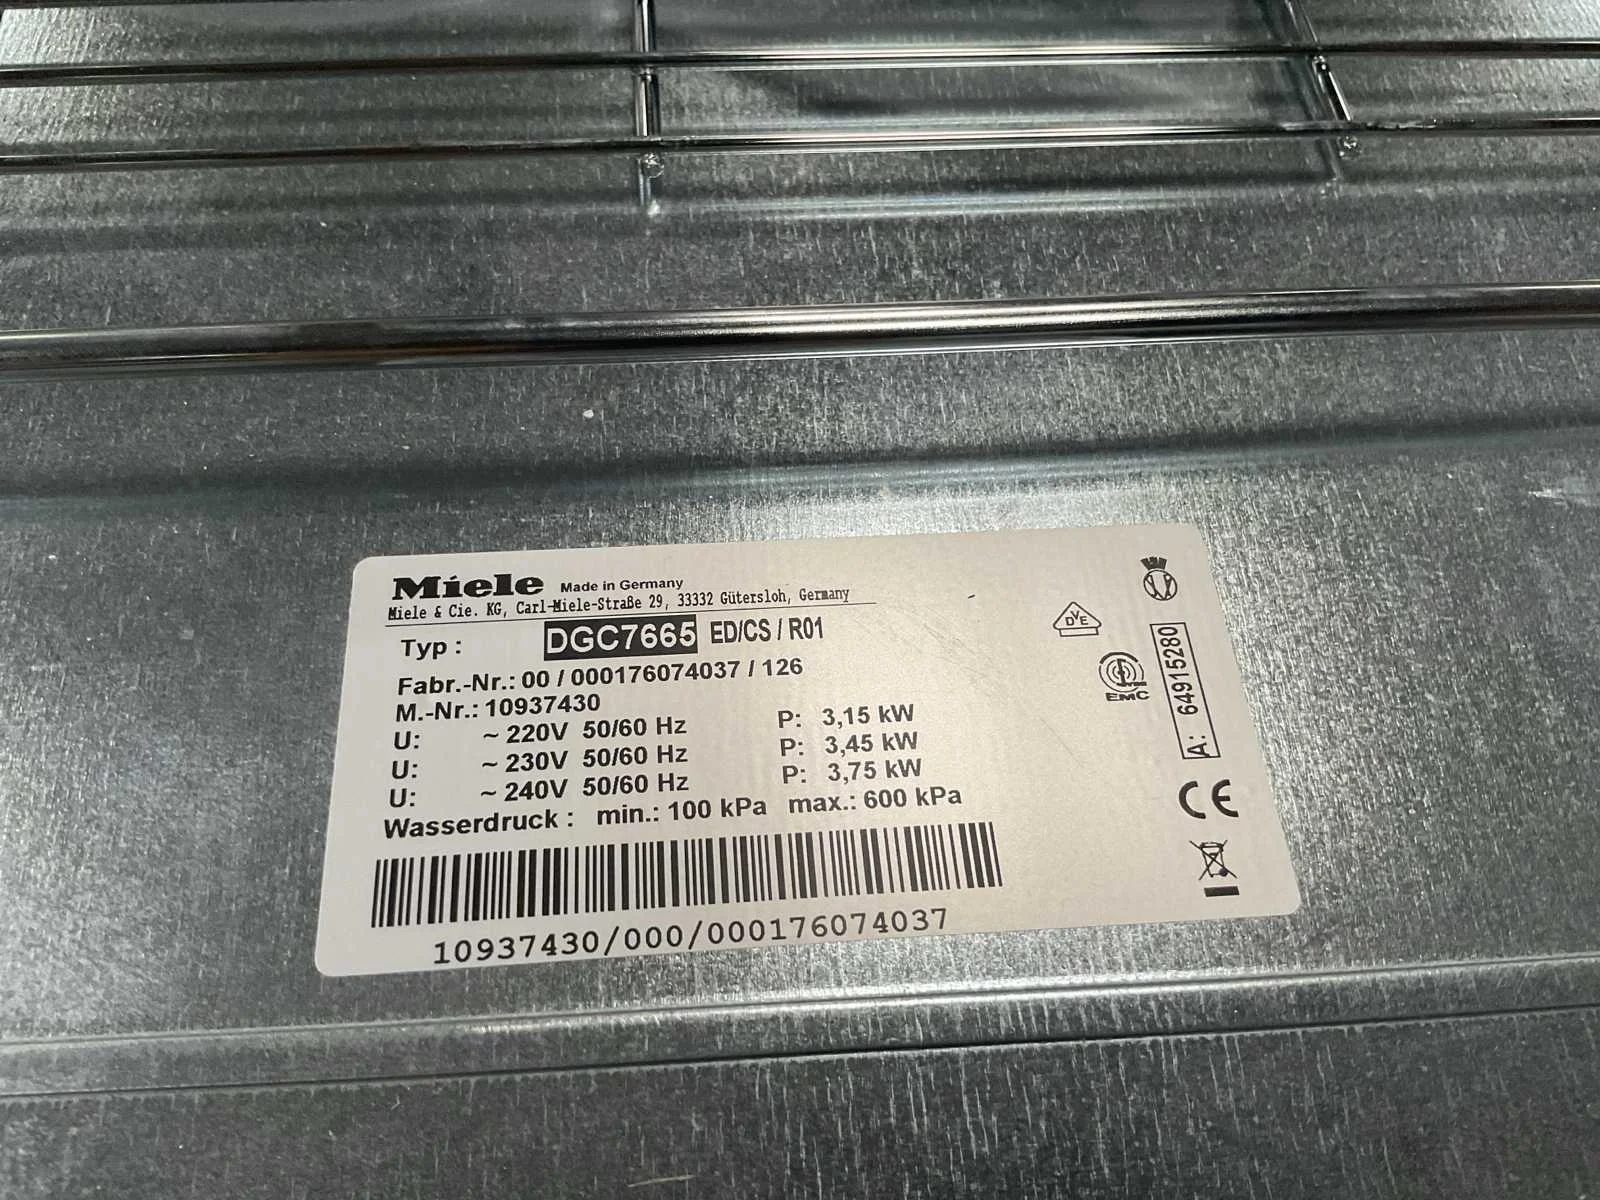 Miele Made in Germany
Miele & Cie. KG, Carl-Miele-Straße 29, 33332 Gütersloh, Germany
Typ : DGC7665 ED/CS / R01
Fabr.-Nr.: 00 / 000176074037 / 126
M.-Nr.: 10937430
U: ~ 220V 50/60 Hz P: 3,15 kW
U: ~ 230V 50/60 Hz P: 3,45 kW
U: ~ 240V 50/60 Hz P: 3,75 kW
Wasserdruck : min.: 100 kPa max.: 600 kPa
10937430/000/000176074037
DVE
EMC
A: 64915280
CE